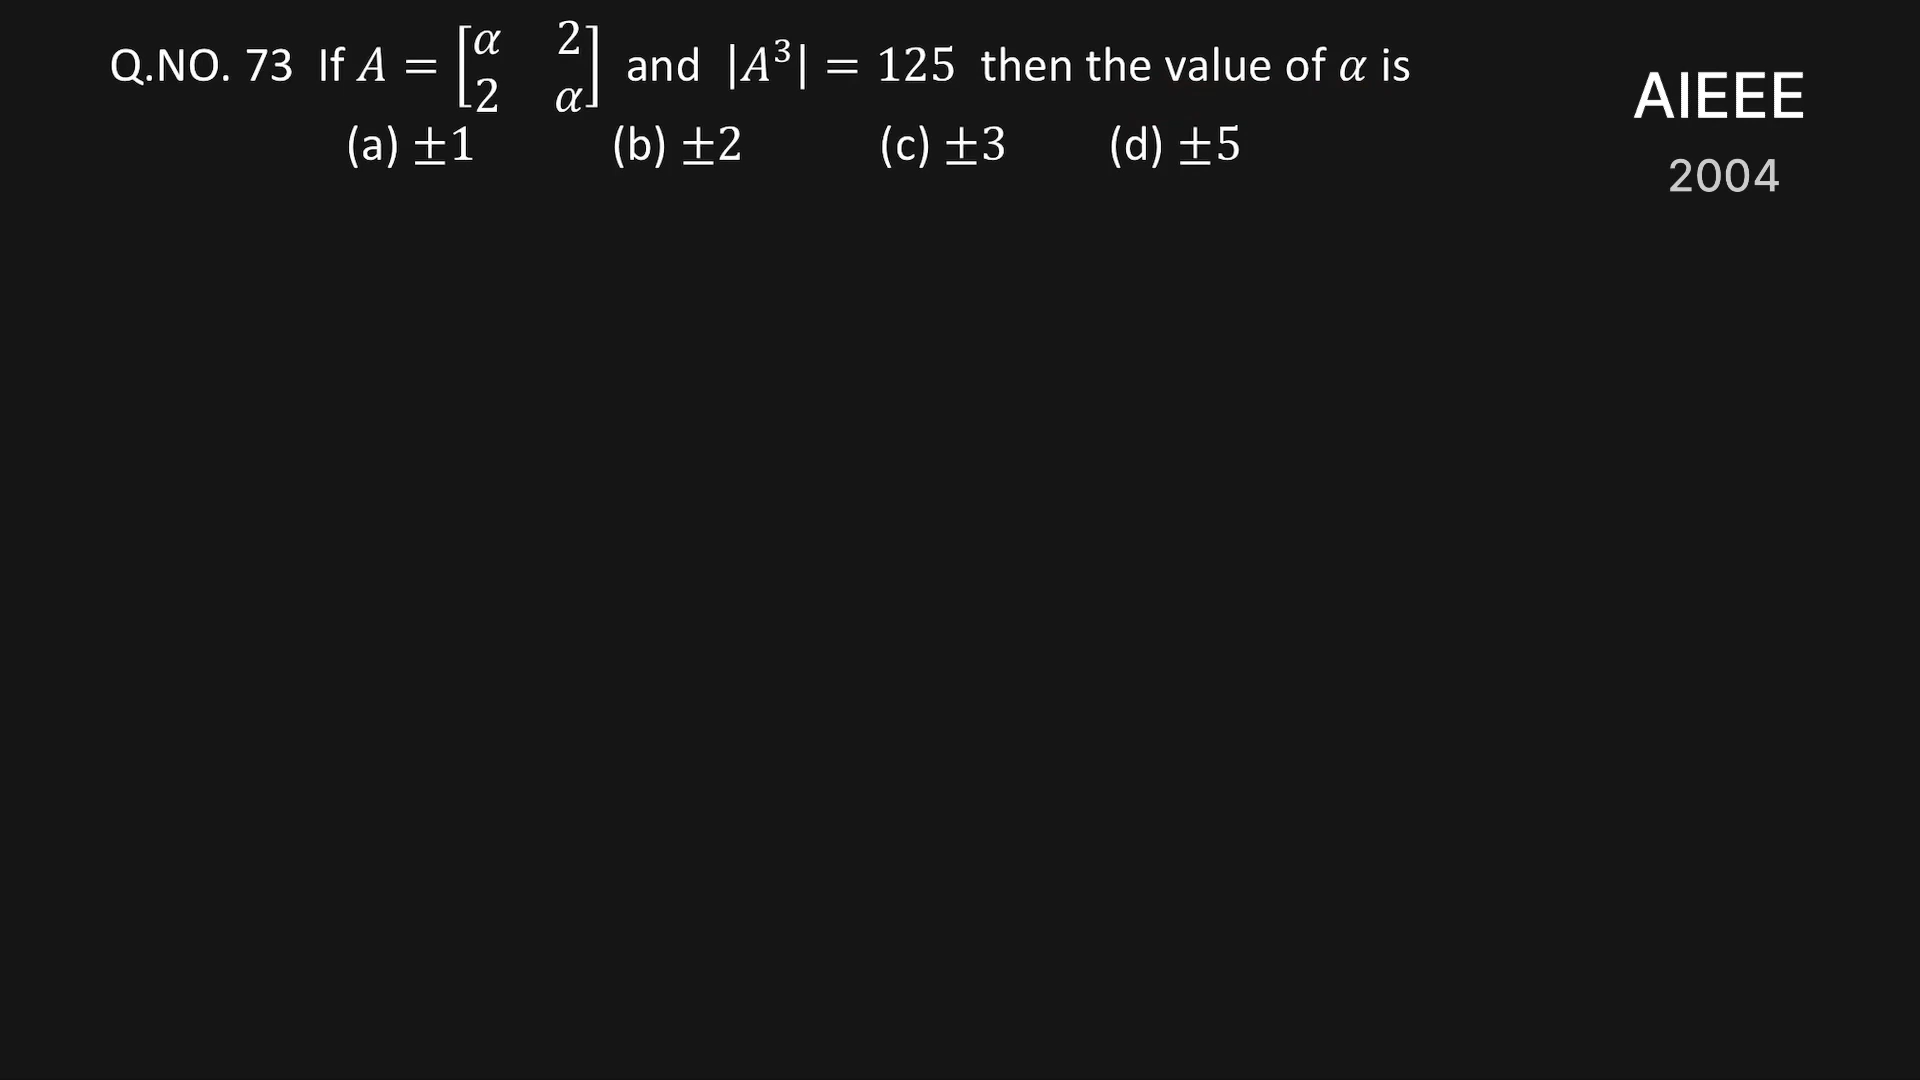 Q.NO. 73 If A = [α 2 2 α] and |A³| = 125 then the value of α is
(a) ±1 (b) ±2 (c) ±3 (d) ±5
AIEEE
2004